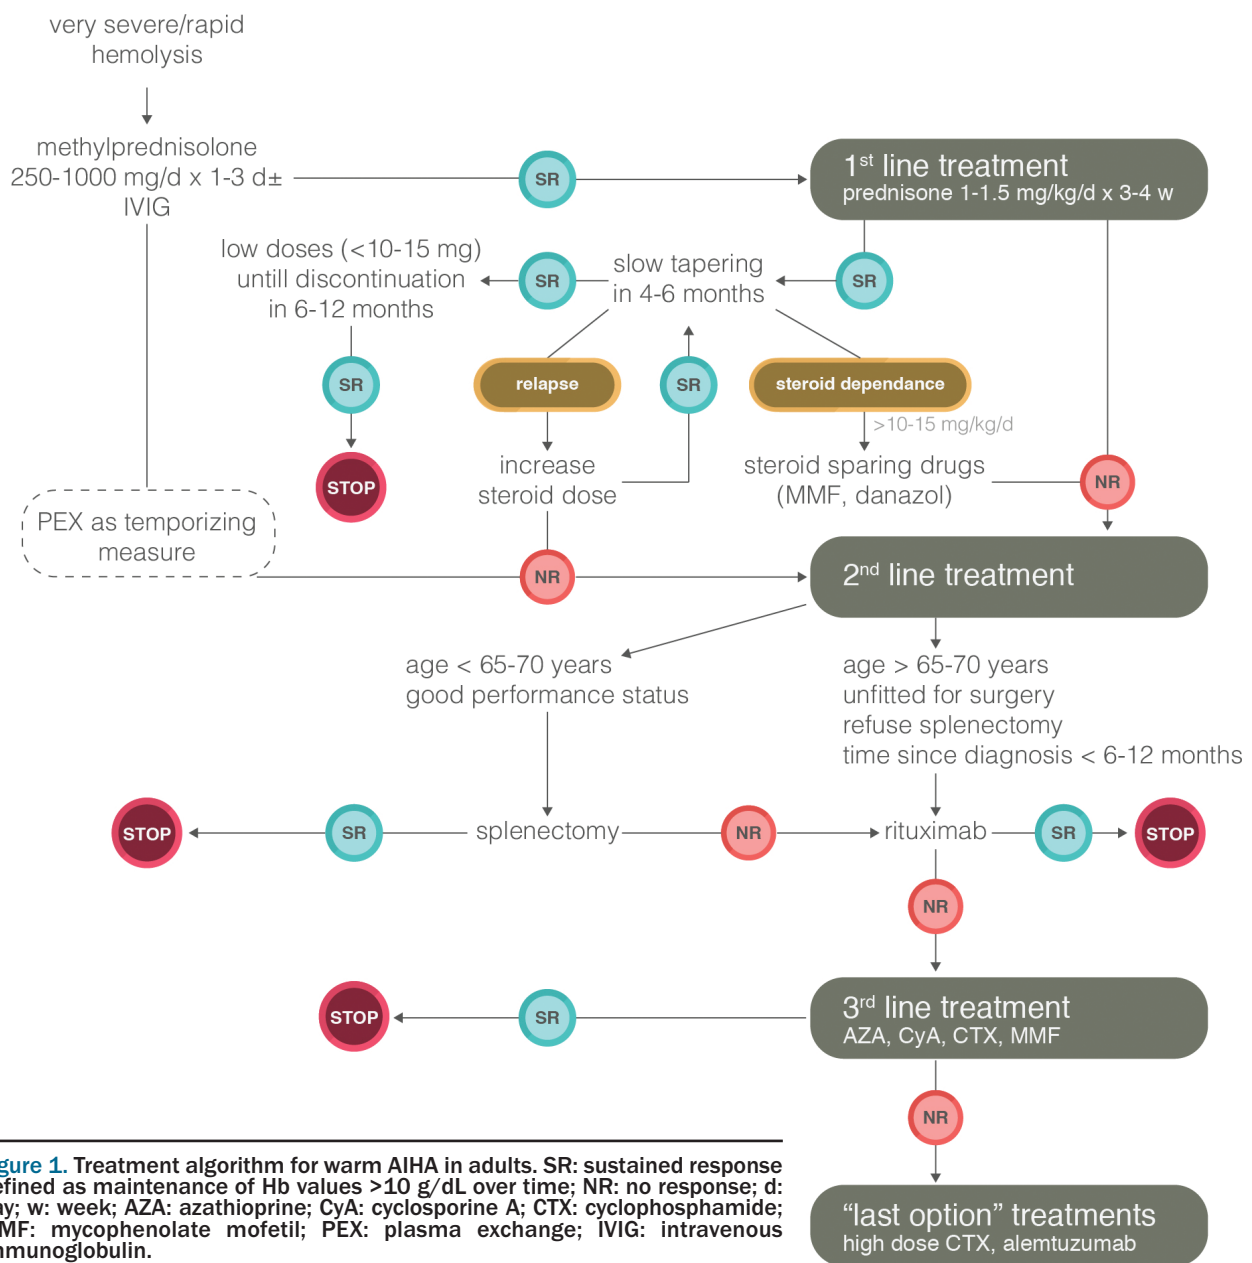 very severe/rapid
hemolysis
methylprednisolone
250-1000 mg/d x 1-3 d±
IVIG
SR
1st line treatment
prednisone 1-1.5 mg/kg/d x 3-4 w
low doses (<10-15 mg)
untill discontinuation
in 6-12 months
SR
slow tapering
in 4-6 months
SR
SR
relapse
SR
steroid dependance
>10-15 mg/kg/d
STOP
increase
steroid dose
steroid sparing drugs
(MMF, danazol)
NR
PEX as temporizing
measure
NR
2nd line treatment
age < 65-70 years
good performance status
age > 65-70 years
unfitted for surgery
refuse splenectomy
time since diagnosis < 6-12 months
STOP
SR
splenectomy
NR
rituximab
SR
STOP
NR
STOP
SR
3rd line treatment
AZA, CyA, CTX, MMF
NR
"last option" treatments
high dose CTX, alemtuzumab
gure 1. Treatment algorithm for warm AIHA in adults. SR: sustained response
efined as maintenance of Hb values >10 g/dL over time; NR: no response; d:
ay; w: week; AZA: azathioprine; CyA: cyclosporine A; CTX: cyclophosphamide;
MF: mycophenolate mofetil; PEX: plasma exchange; IVIG: intravenous
mmunoglobulin.